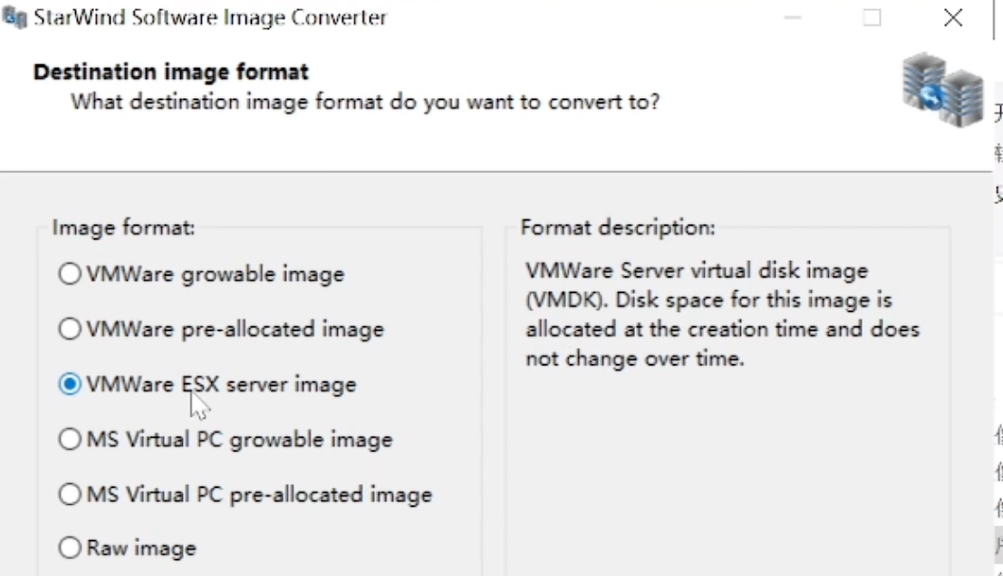 StarWind Software Image Converter
Destination image format
What destination image format do you want to convert to?
Image format:
VMWare growable image
VMWare pre-allocated image
VMWare ESX server image
MS Virtual PC growable image
MS Virtual PC pre-allocated image
Raw image
Format description:
VMWare Server virtual disk image
(VMDK). Disk space for this image is
allocated at the creation time and does
not change over time.